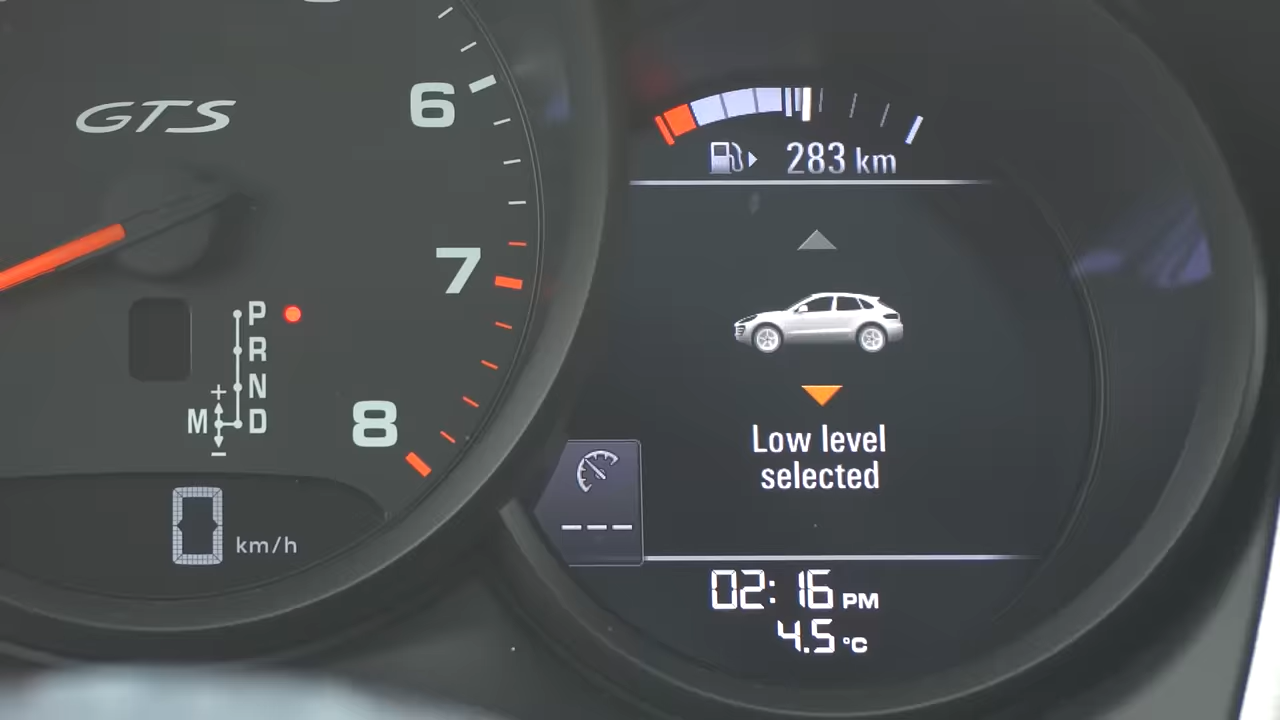 GTS
6
7
8
P
R
N
M D
+
−
0 km/h
283 km
Low level
selected
---
02:16 PM
4.5 °C